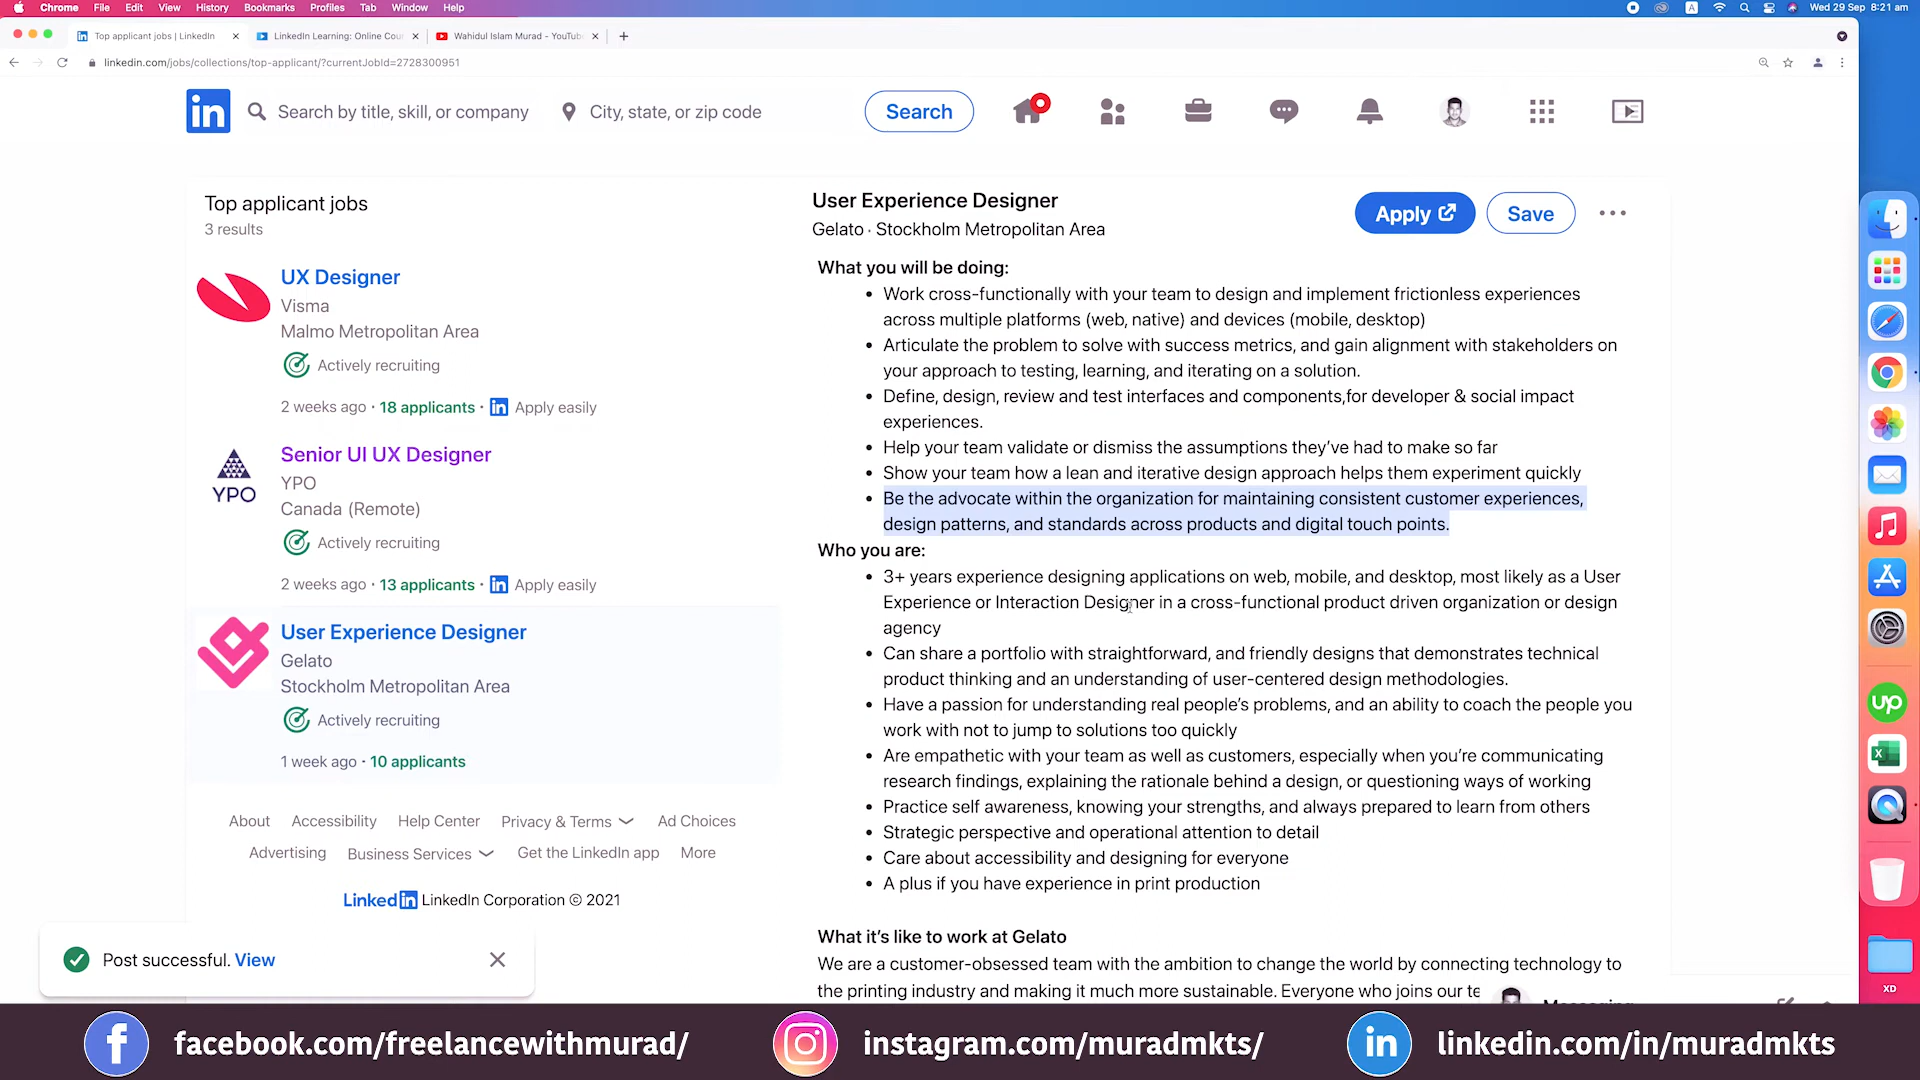 Chrome File Edit View History Bookmarks Profiles Tab Window Help
A
Wed 29 Sep 8:21 am
Top applicant jobs | LinkedIn
LinkedIn Learning: Online Cou
Wahidul Islam Murad - YouTub
linkedin.com/jobs/collections/top-applicant/?currentJobId=2728300951
in
Search by title, skill, or company
City, state, or zip code
Search
Top applicant jobs
3 results
UX Designer
Visma
Malmo Metropolitan Area
Actively recruiting
2 weeks ago · 18 applicants · in Apply easily
YPO
Senior UI UX Designer
YPO
Canada (Remote)
Actively recruiting
2 weeks ago · 13 applicants · in Apply easily
User Experience Designer
Gelato
Stockholm Metropolitan Area
Actively recruiting
1 week ago · 10 applicants
About Accessibility Help Center Privacy & Terms Ad Choices
Advertising Business Services Get the LinkedIn app More
Linkedin LinkedIn Corporation © 2021
Post successful. View
User Experience Designer
Gelato · Stockholm Metropolitan Area
Apply
Save
What you will be doing:
• Work cross-functionally with your team to design and implement frictionless experiences
across multiple platforms (web, native) and devices (mobile, desktop)
• Articulate the problem to solve with success metrics, and gain alignment with stakeholders on
your approach to testing, learning, and iterating on a solution.
• Define, design, review and test interfaces and components,for developer & social impact
experiences.
• Help your team validate or dismiss the assumptions they’ve had to make so far
• Show your team how a lean and iterative design approach helps them experiment quickly
• Be the advocate within the organization for maintaining consistent customer experiences,
design patterns, and standards across products and digital touch points.
Who you are:
• 3+ years experience designing applications on web, mobile, and desktop, most likely as a User
Experience or Interaction Designer in a cross-functional product driven organization or design
agency
• Can share a portfolio with straightforward, and friendly designs that demonstrates technical
product thinking and an understanding of user-centered design methodologies.
• Have a passion for understanding real people’s problems, and an ability to coach the people you
work with not to jump to solutions too quickly
• Are empathetic with your team as well as customers, especially when you’re communicating
research findings, explaining the rationale behind a design, or questioning ways of working
• Practice self awareness, knowing your strengths, and always prepared to learn from others
• Strategic perspective and operational attention to detail
• Care about accessibility and designing for everyone
• A plus if you have experience in print production
What it’s like to work at Gelato
We are a customer-obsessed team with the ambition to change the world by connecting technology to
the printing industry and making it much more sustainable. Everyone who joins our te
Messaging
up
XD
facebook.com/freelancewithmurad/
instagram.com/muradmkts/
in
linkedin.com/in/muradmkts